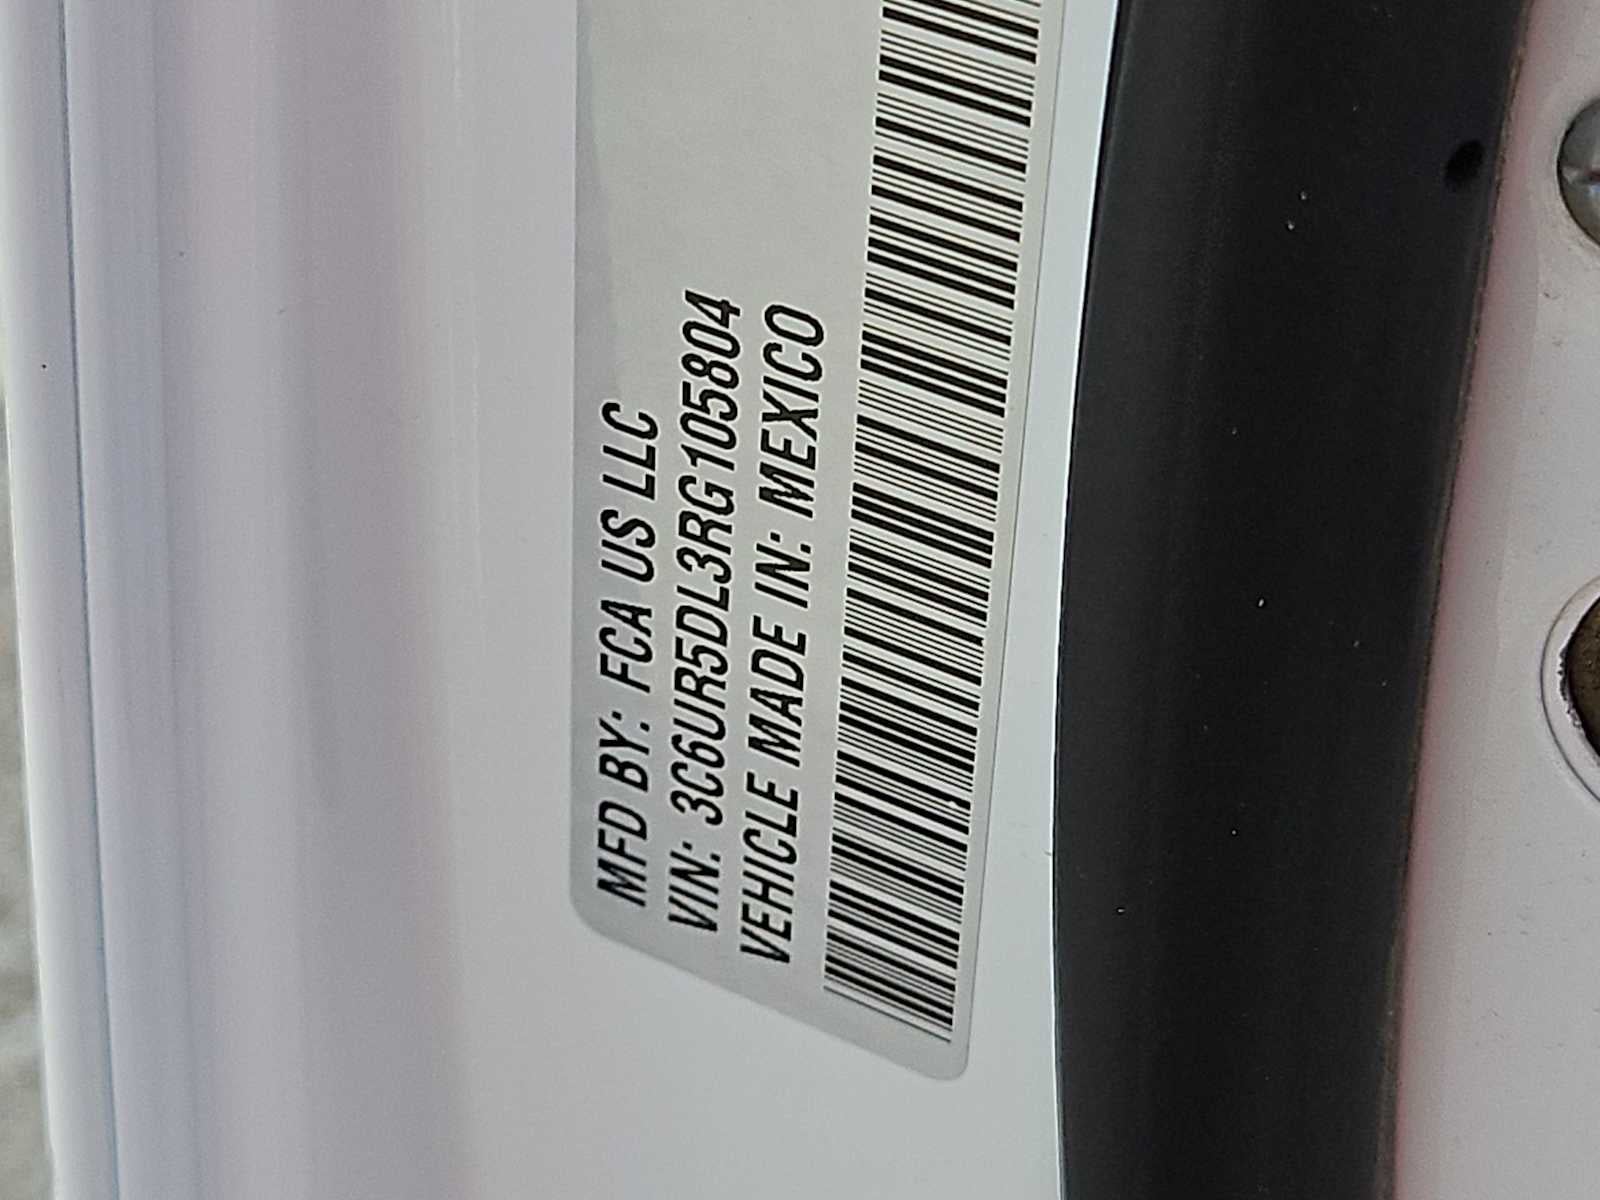 MFD BY: FCA US LLC
VIN: 3C6UR5DL3RG105804
VEHICLE MADE IN: MEXICO